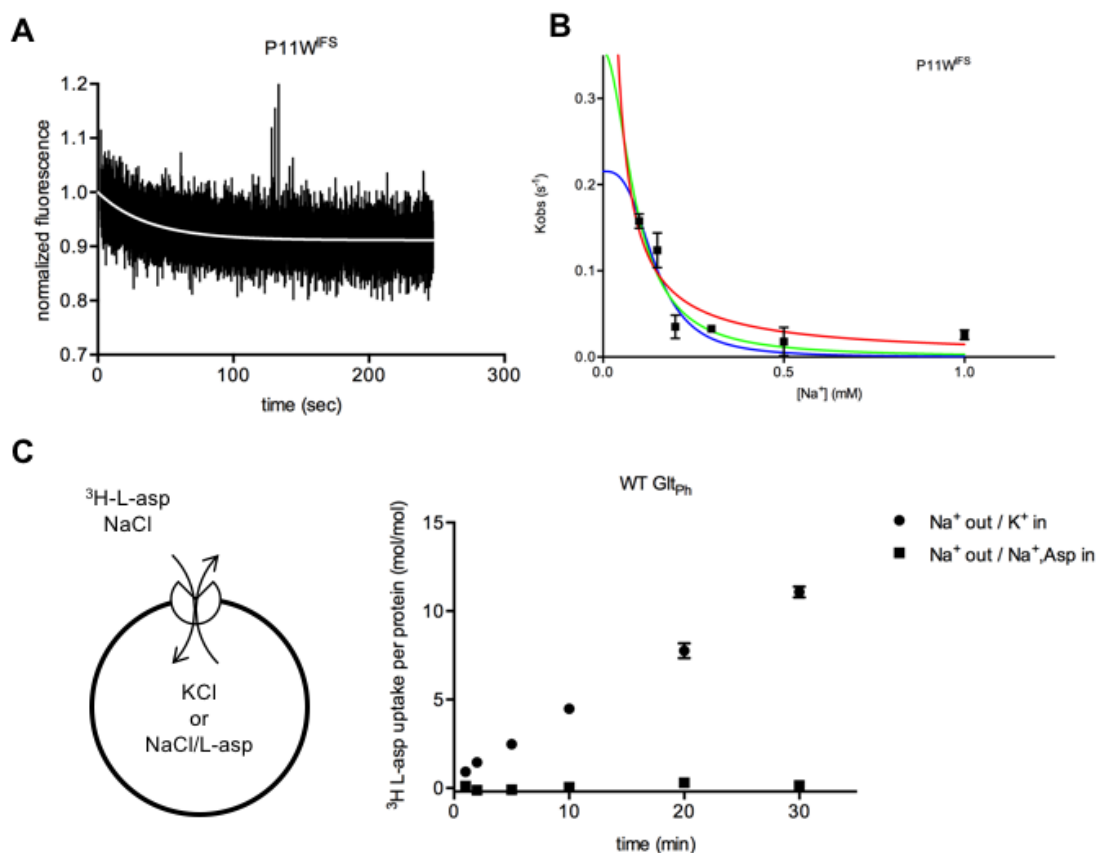 A
P11W^IFS
normalized fluorescence
1.2
1.1
1.0
0.9
0.8
0.7
0
100
200
300
time (sec)
B
P11W^IFS
Kobs (s⁻¹)
0.3
0.2
0.1
0.0
0.0
0.5
1.0
[Na⁺] (mM)
C
³H-L-asp
NaCl
KCl
or
NaCl/L-asp
WT Glt_Ph
³H L-asp uptake per protein (mol/mol)
15
10
5
0
0
10
20
30
time (min)
Na⁺ out / K⁺ in
Na⁺ out / Na⁺,Asp in